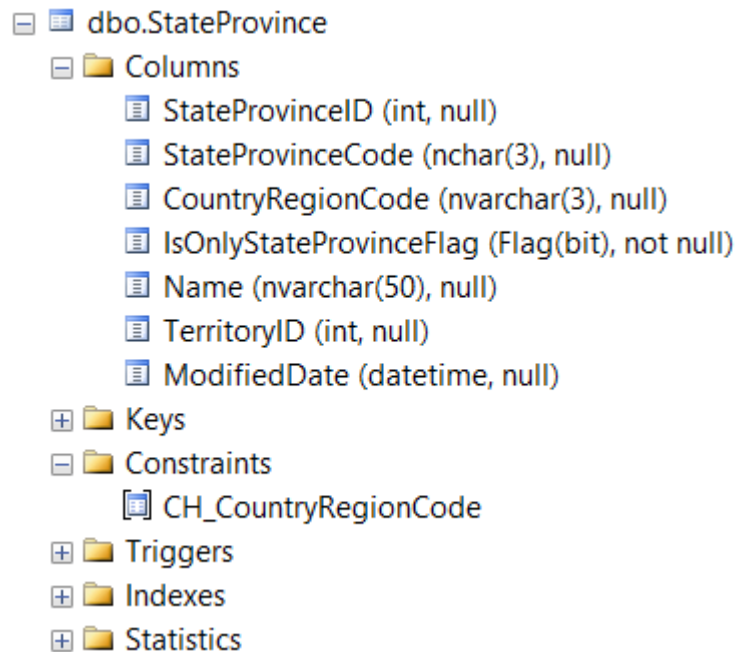 dbo.StateProvince
Columns
StateProvinceID (int, null)
StateProvinceCode (nchar(3), null)
CountryRegionCode (nvarchar(3), null)
IsOnlyStateProvinceFlag (Flag(bit), not null)
Name (nvarchar(50), null)
TerritoryID (int, null)
ModifiedDate (datetime, null)
Keys
Constraints
CH_CountryRegionCode
Triggers
Indexes
Statistics